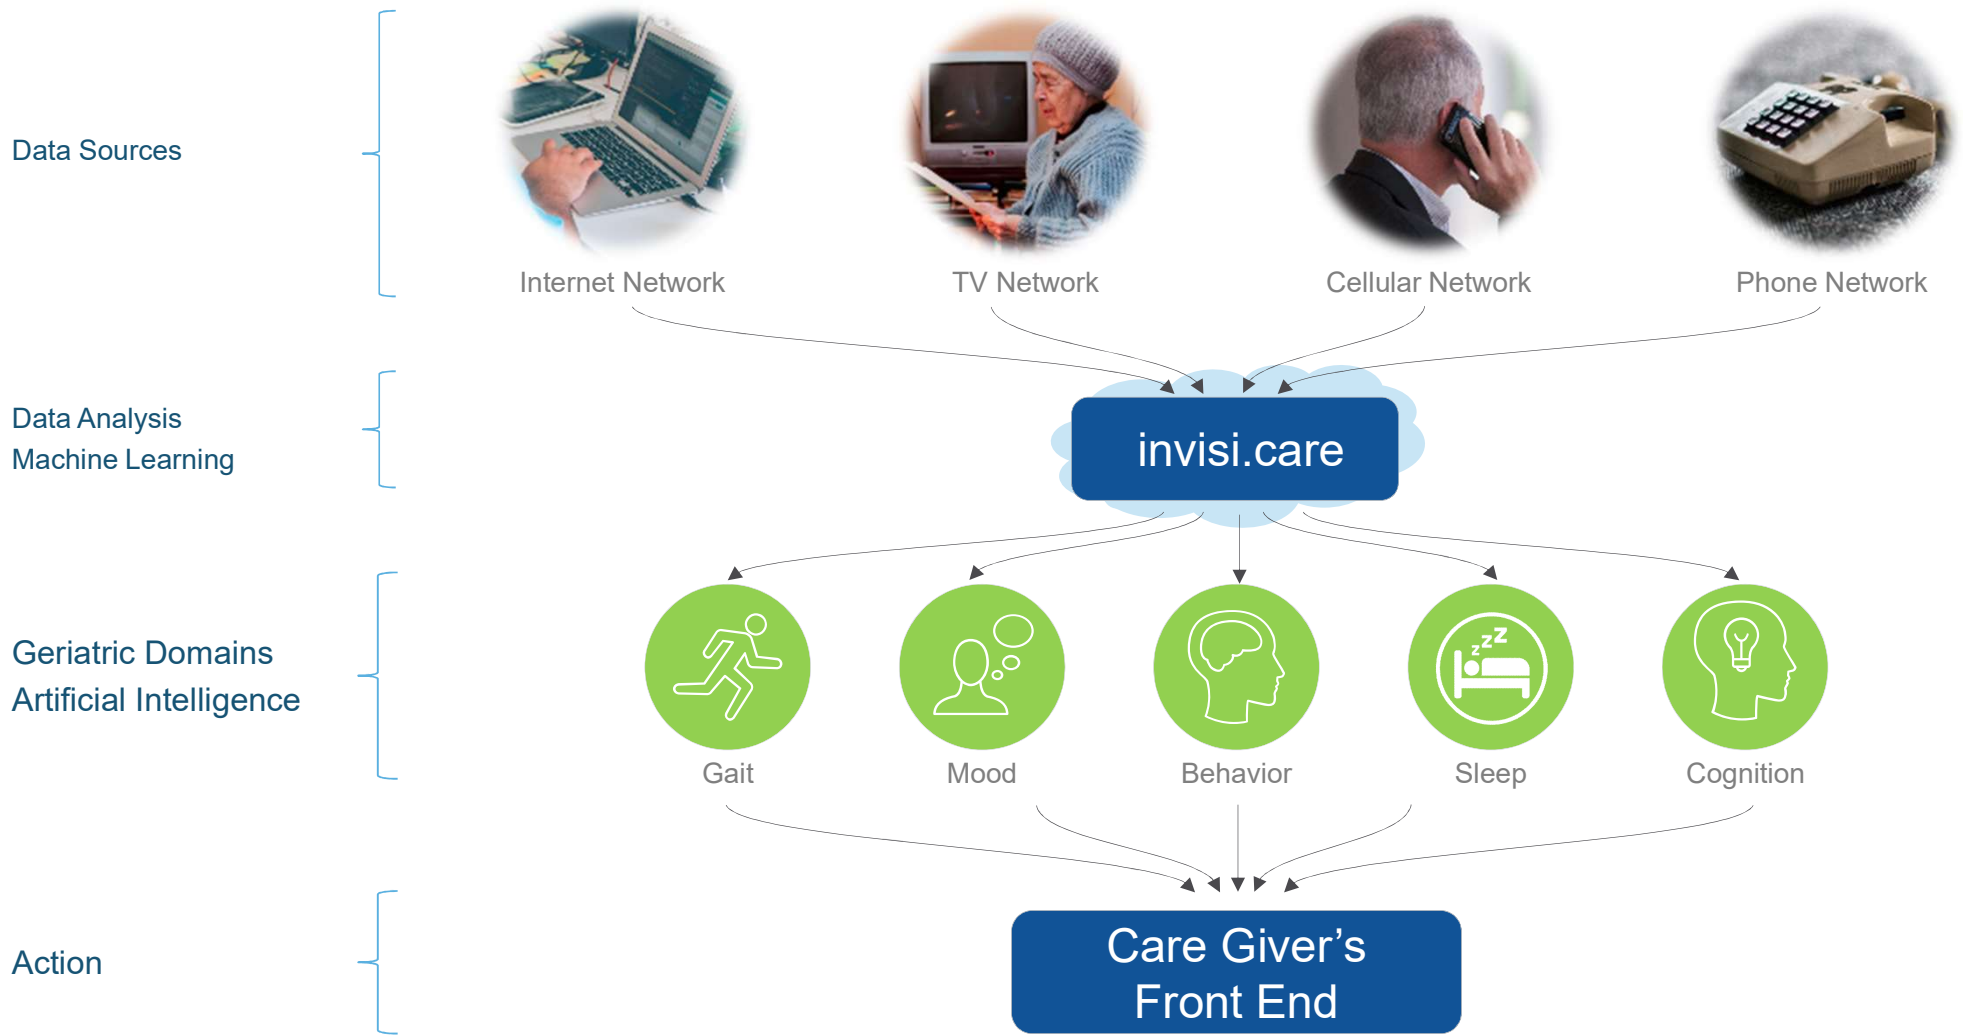 Data Sources
Internet Network
TV Network
Cellular Network
Phone Network
Data Analysis
Machine Learning
invisi.care
Geriatric Domains
Artificial Intelligence
zzZ
Gait
Mood
Behavior
Sleep
Cognition
Action
Care Giver’s
Front End